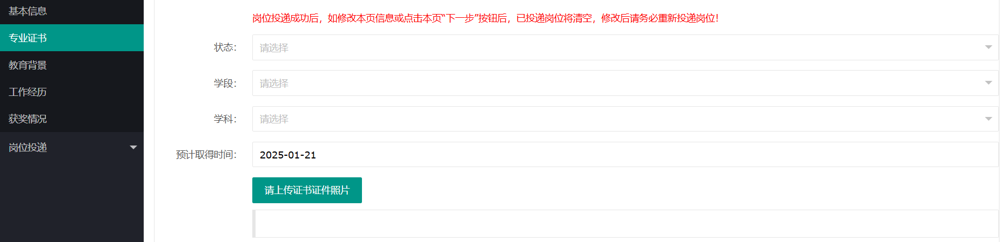 基本信息
专业证书
教育背景
工作经历
获奖情况
岗位投递
岗位投递成功后，如修改本页信息或点击本页“下一步”按钮后，已投递岗位将清空，修改后请务必重新投递岗位！
状态： 请选择
学段： 请选择
学科： 请选择
预计取得时间： 2025-01-21
请上传证书证件照片